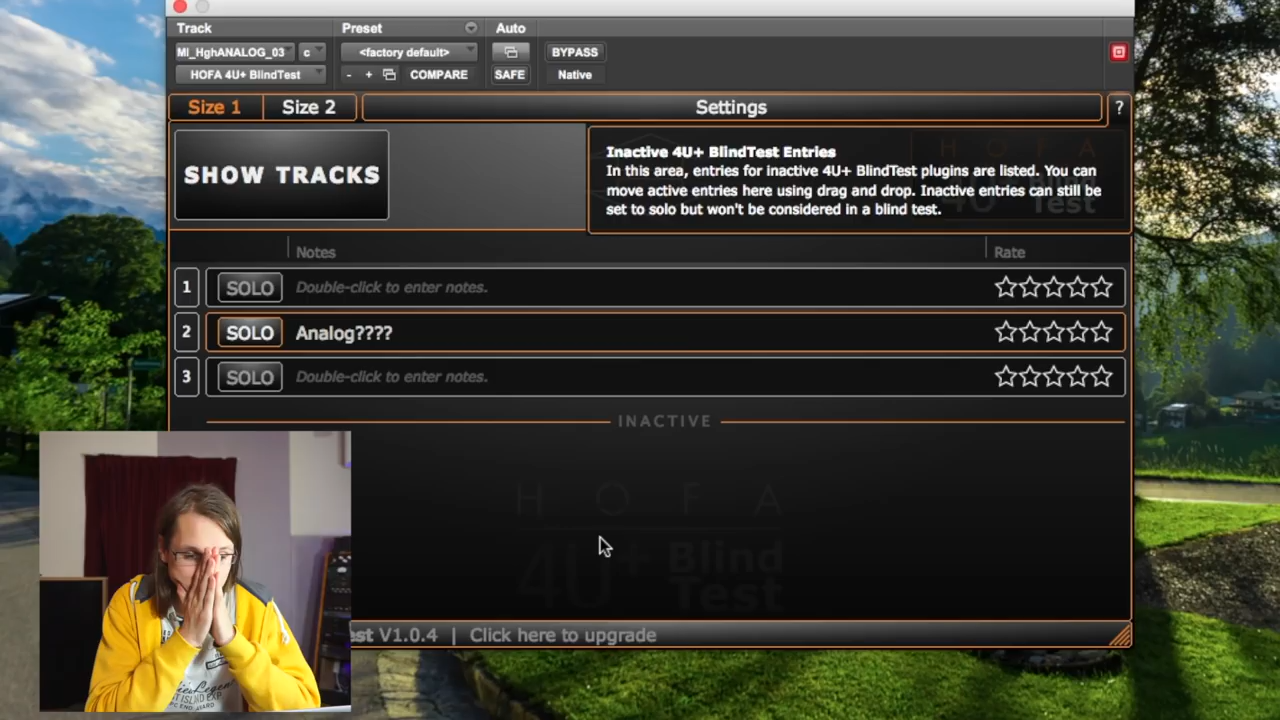 Track Preset Auto
MI_HghANALOG_03 c <factory default> BYPASS
HOFA 4U+ BlindTest - + COMPARE SAFE Native
Size 1 Size 2 Settings ?
SHOW TRACKS
Inactive 4U+ BlindTest Entries
In this area, entries for inactive 4U+ BlindTest plugins are listed. You can
move active entries here using drag and drop. Inactive entries can still be
set to solo but won't be considered in a blind test.
Notes Rate
1 SOLO Double-click to enter notes.
2 SOLO Analog????
3 SOLO Double-click to enter notes.
INACTIVE
HOFA
4U+ Blind
Test
est V1.0.4 | Click here to upgrade